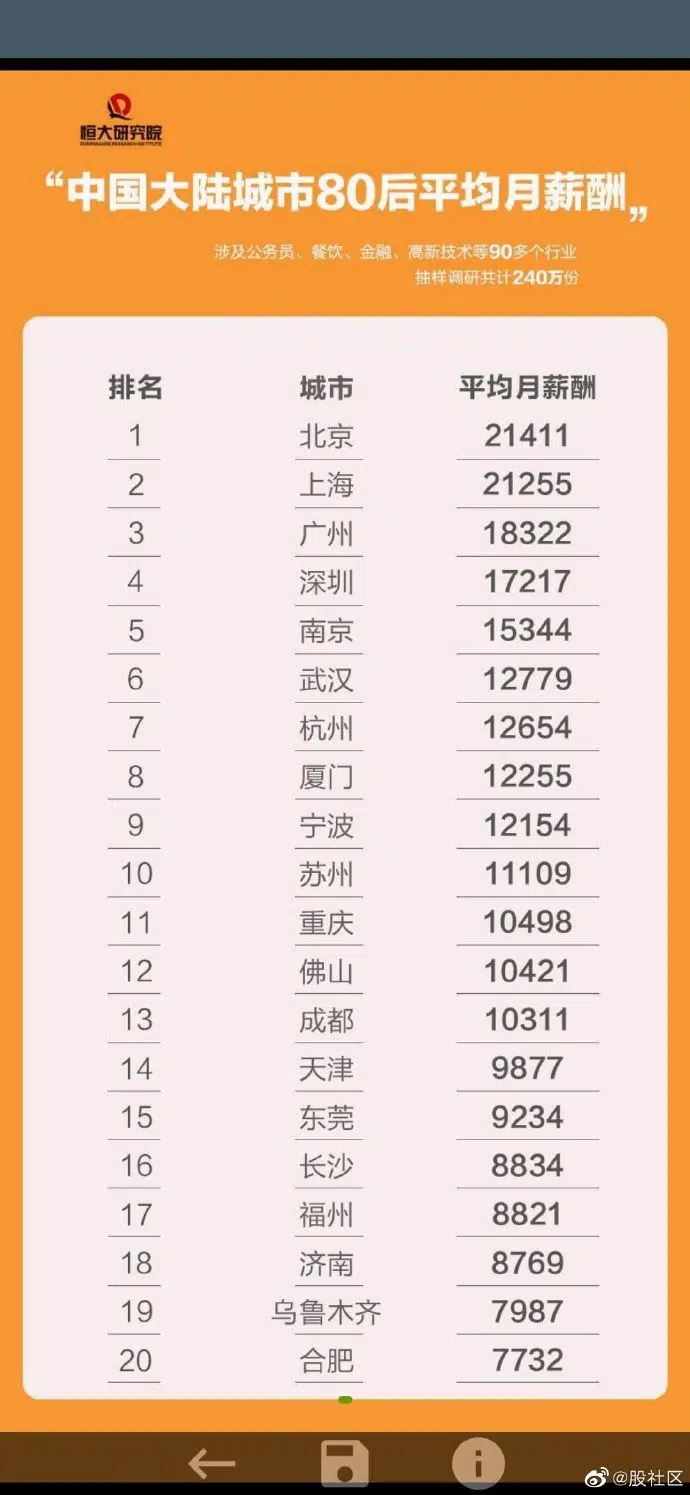 恒大研究院
EVERGRANDE RESEARCH INSTITUTE
“中国大陆城市80后平均月薪酬”
涉及公务员、餐饮、金融、高新技术等90多个行业
抽样调研共计240万份
排名 城市 平均月薪酬
1 北京 21411
2 上海 21255
3 广州 18322
4 深圳 17217
5 南京 15344
6 武汉 12779
7 杭州 12654
8 厦门 12255
9 宁波 12154
10 苏州 11109
11 重庆 10498
12 佛山 10421
13 成都 10311
14 天津 9877
15 东莞 9234
16 长沙 8834
17 福州 8821
18 济南 8769
19 乌鲁木齐 7987
20 合肥 7732
@股社区